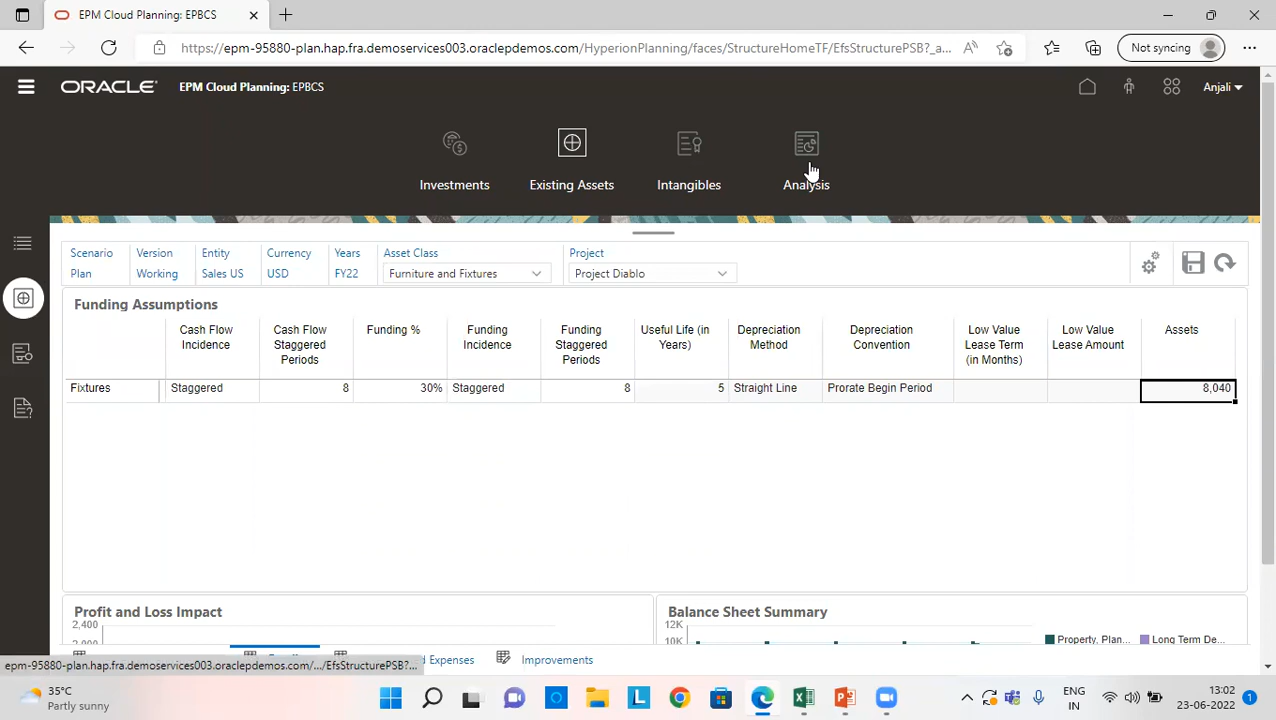 EPM Cloud Planning: EPBCS
https://epm-95880-plan.hap.fra.demoservices003.oraclepdemos.com/HyperionPlanning/faces/StructureHomeTF/EfsStructurePSB?_a...
Not syncing
ORACLE
EPM Cloud Planning: EPBCS
Anjali
Investments
Existing Assets
Intangibles
Analysis
Scenario
Version
Entity
Currency
Years
Asset Class
Project
Plan
Working
Sales US
USD
FY22
Furniture and Fixtures
Project Diablo
Funding Assumptions
Cash Flow Incidence
Cash Flow Staggered Periods
Funding %
Funding Incidence
Funding Staggered Periods
Useful Life (in Years)
Depreciation Method
Depreciation Convention
Low Value Lease Term (in Months)
Low Value Lease Amount
Assets
Fixtures
Staggered
8
30%
Staggered
8
5
Straight Line
Prorate Begin Period
8,040
Profit and Loss Impact
2,400
Balance Sheet Summary
12K
10K
Property, Plan...
Long Term De...
epm-95880-plan.hap.fra.demoservices003.oraclepdemos.com/.../EfsStructurePSB?...
d Expenses
Improvements
35°C
Partly sunny
ENG
IN
13:02
23-06-2022
1